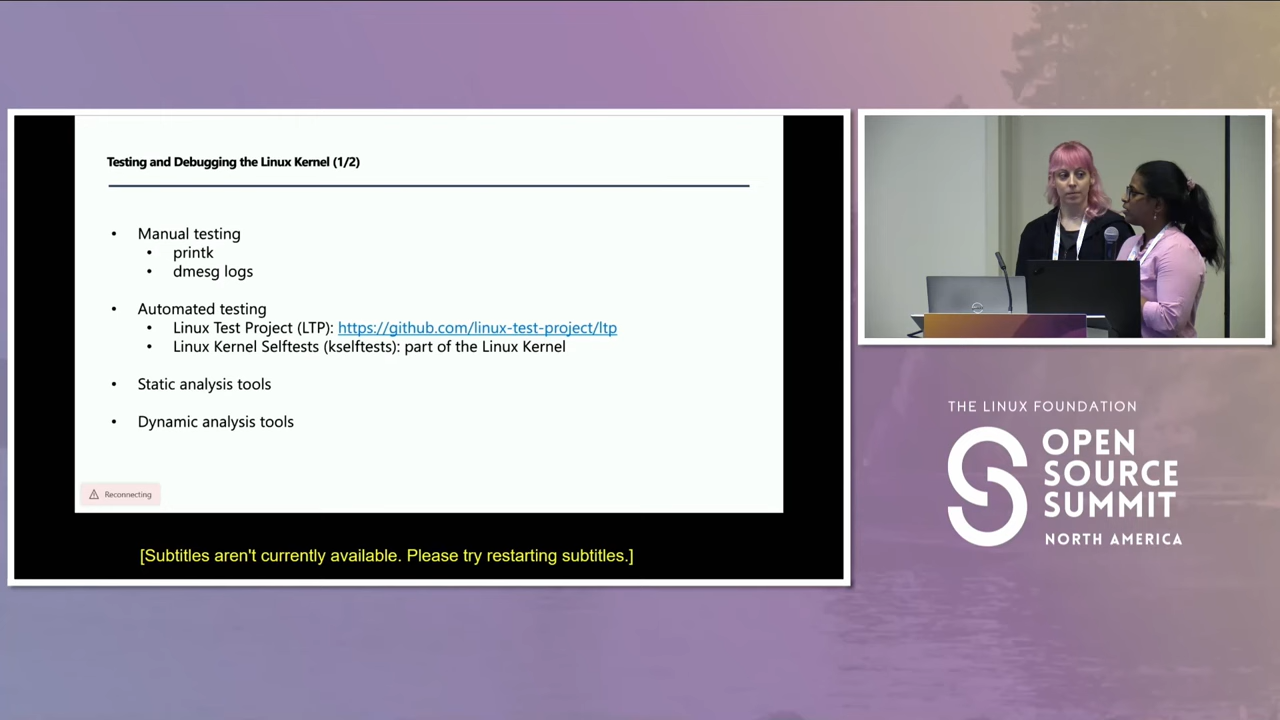 Testing and Debugging the Linux Kernel (1/2)
• Manual testing
• printk
• dmesg logs
• Automated testing
• Linux Test Project (LTP): https://github.com/linux-test-project/ltp
• Linux Kernel Selftests (kselftests): part of the Linux Kernel
• Static analysis tools
• Dynamic analysis tools
Reconnecting
[Subtitles aren't currently available. Please try restarting subtitles.]
THE LINUX FOUNDATION
OPEN
SOURCE
SUMMIT
NORTH AMERICA